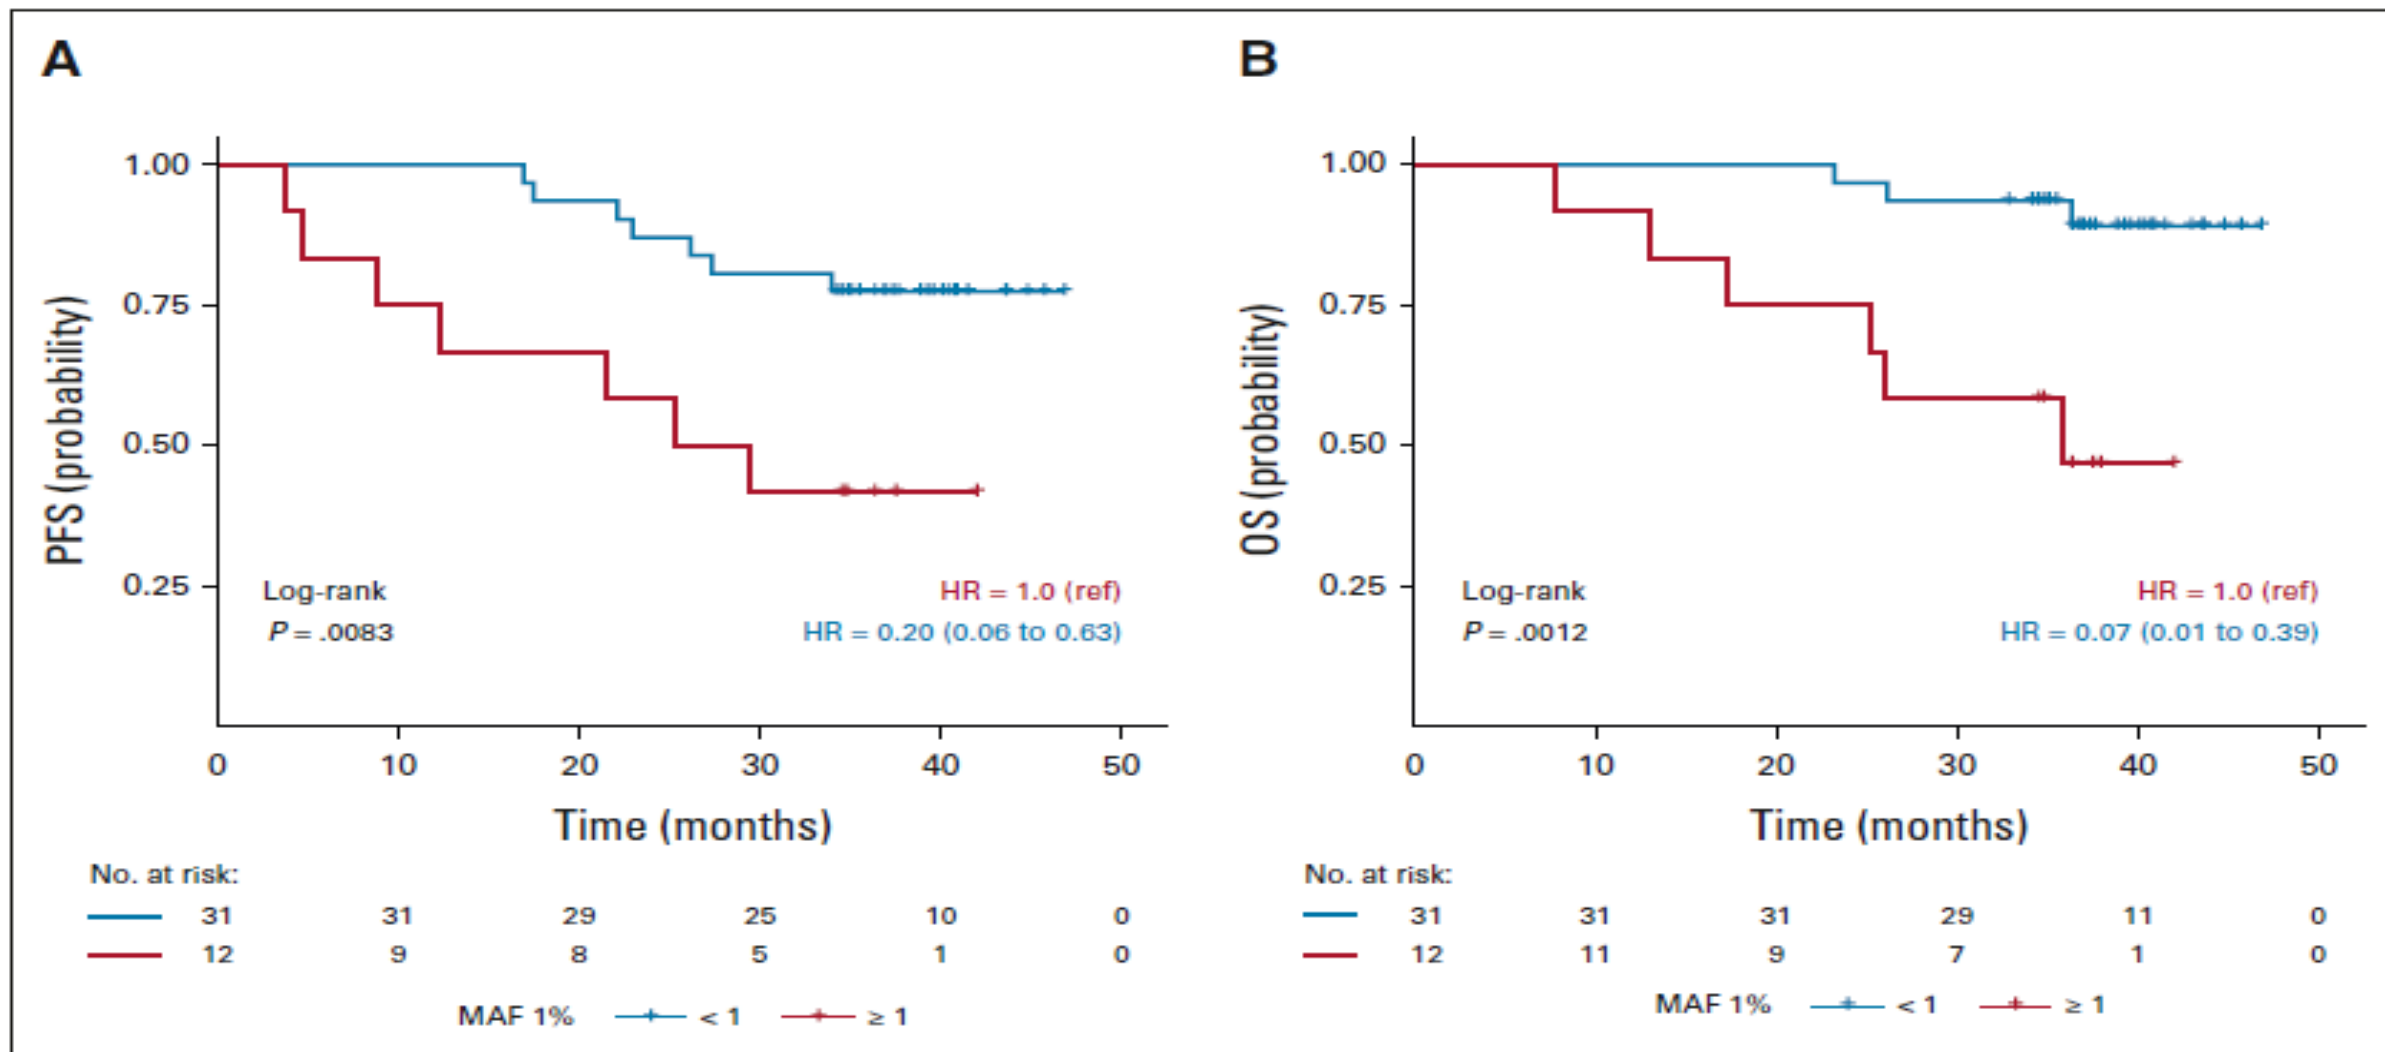 A
PFS (probability)
1.00
0.75
0.50
0.25
Log-rank
P = .0083
HR = 1.0 (ref)
HR = 0.20 (0.06 to 0.63)
0 10 20 30 40 50
Time (months)
No. at risk:
31 31 29 25 10 0
12 9 8 5 1 0
MAF 1% < 1 ≥ 1
B
OS (probability)
1.00
0.75
0.50
0.25
Log-rank
P = .0012
HR = 1.0 (ref)
HR = 0.07 (0.01 to 0.39)
0 10 20 30 40 50
Time (months)
No. at risk:
31 31 31 29 11 0
12 11 9 7 1 0
MAF 1% < 1 ≥ 1